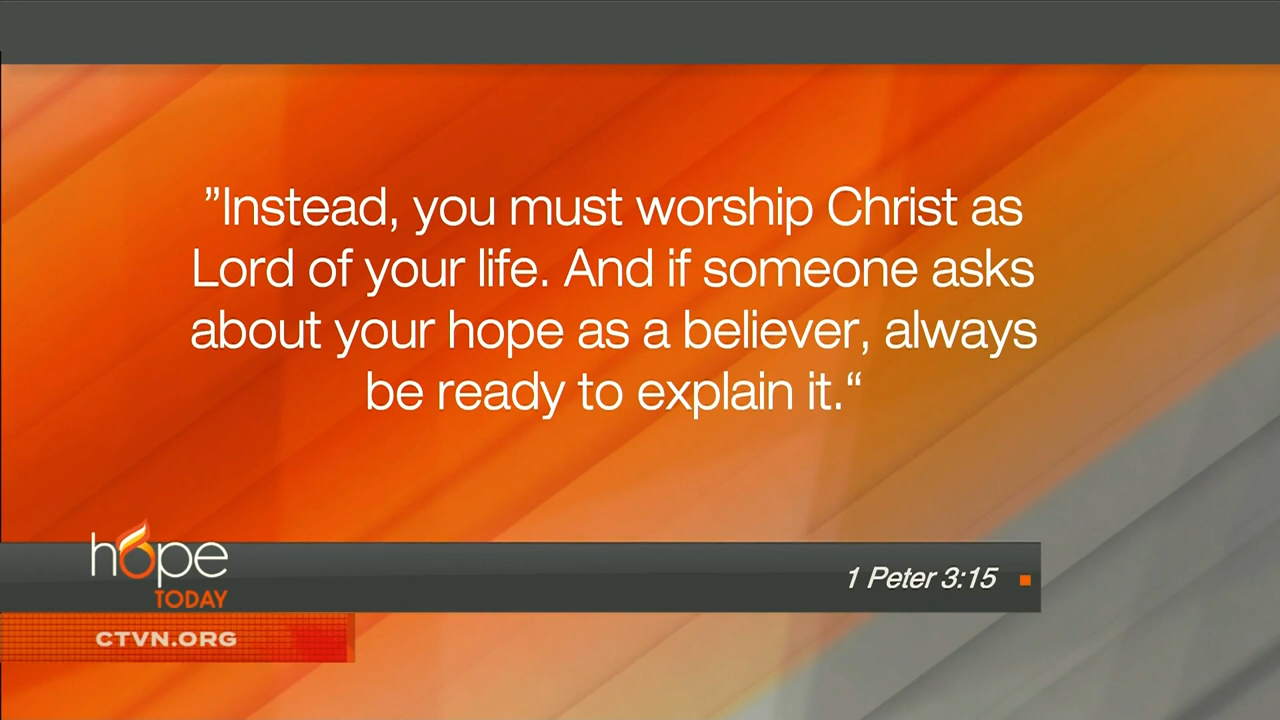 ”Instead, you must worship Christ as
Lord of your life. And if someone asks
about your hope as a believer, always
be ready to explain it.“
hope
TODAY
1 Peter 3:15
CTVN.ORG